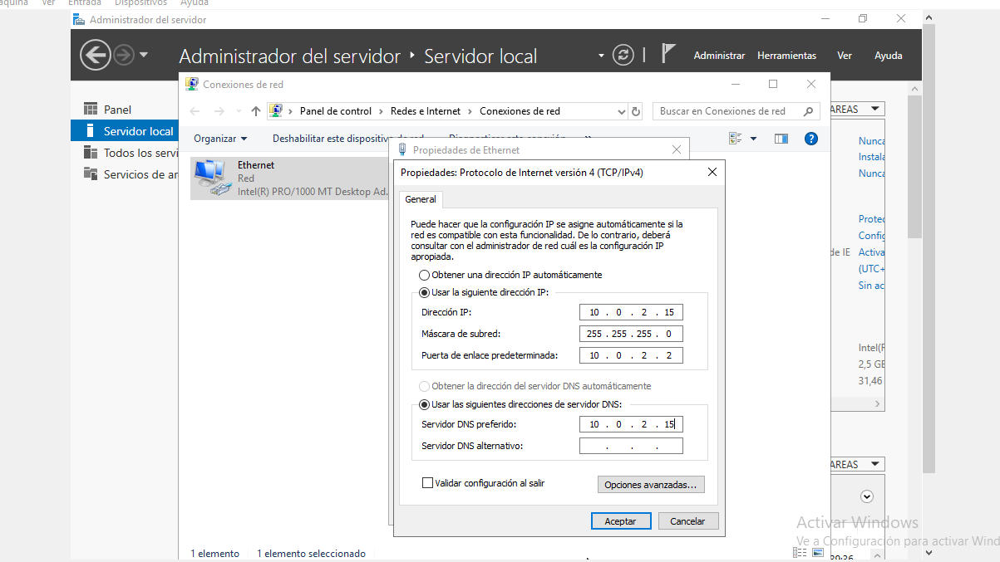 Ver Entrada Dispositivos Ayuda
Administrador del servidor
Administrador del servidor ‣ Servidor local
Administrar Herramientas Ver Ayuda
Panel
Servidor local
Todos los servi
Servicios de ar
Conexiones de red
Panel de control > Redes e Internet > Conexiones de red
Buscar en Conexiones de red
Organizar
Deshabilitar este dispositivo
Ethernet
Red
Intel(R) PRO/1000 MT Desktop Ad...
Propiedades de Ethernet
Propiedades: Protocolo de Internet versión 4 (TCP/IPv4)
General
Puede hacer que la configuración IP se asigne automáticamente si la
red es compatible con esta funcionalidad. De lo contrario, deberá
consultar con el administrador de red cuál es la configuración IP
apropiada.
Obtener una dirección IP automáticamente
Usar la siguiente dirección IP:
Dirección IP: 10 . 0 . 2 . 15
Máscara de subred: 255 . 255 . 255 . 0
Puerta de enlace predeterminada: 10 . 0 . 2 . 2
Obtener la dirección del servidor DNS automáticamente
Usar las siguientes direcciones de servidor DNS:
Servidor DNS preferido: 10 . 0 . 2 . 15
Servidor DNS alternativo: . . .
Validar configuración al salir
Opciones avanzadas...
Aceptar
Cancelar
AREAS
Nunca
Instala
Nunca
Protec
Config
de IE Activa
(UTC+
Sin ac
Intel(R
2,5 GE
31,46
AREAS
Activar Windows
Ve a Configuración para activar Wind
1 elemento 1 elemento seleccionado